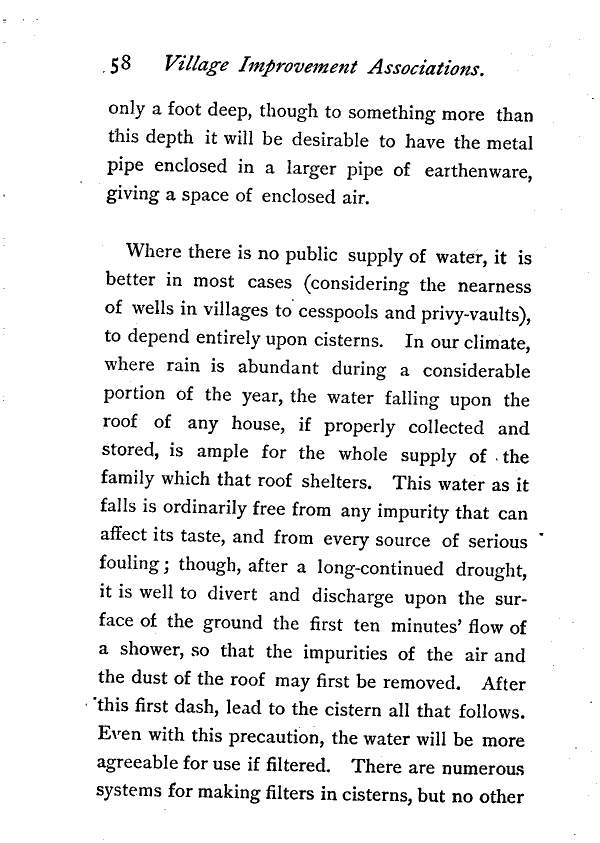 58 Village Improvement Associations.
only a foot deep, though to something more than
this depth it will be desirable to have the metal
pipe enclosed in a larger pipe of earthenware,
giving a space of enclosed air.
Where there is no public supply of water, it is
better in most cases (considering the nearness
of wells in villages to cesspools and privy-vaults),
to depend entirely upon cisterns. In our climate,
where rain is abundant during a considerable
portion of the year, the water falling upon the
roof of any house, if properly collected and
stored, is ample for the whole supply of the
family which that roof shelters. This water as it
falls is ordinarily free from any impurity that can
affect its taste, and from every source of serious
fouling; though, after a long-continued drought,
it is well to divert and discharge upon the sur-
face of the ground the first ten minutes' flow of
a shower, so that the impurities of the air and
the dust of the roof may first be removed. After
this first dash, lead to the cistern all that follows.
Even with this precaution, the water will be more
agreeable for use if filtered. There are numerous
systems for making filters in cisterns, but no other